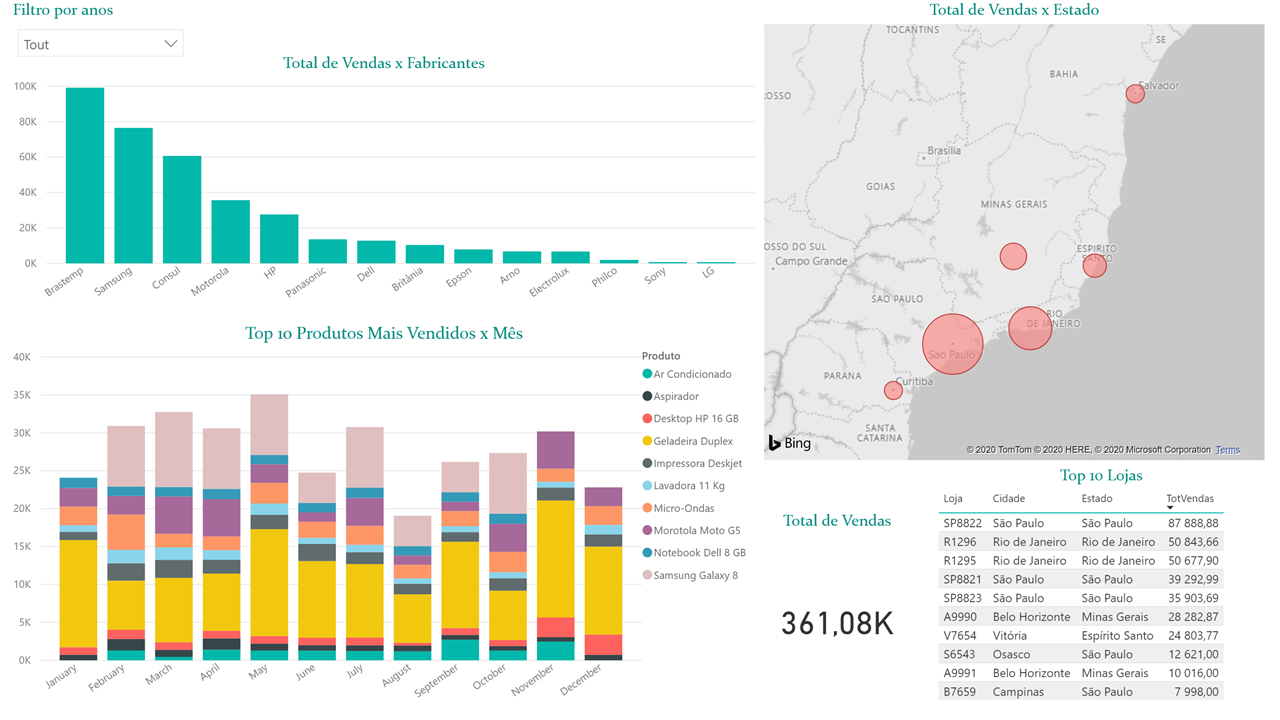 Filtro por anos
Tout
Total de Vendas x Fabricantes
100K
80K
60K
40K
20K
0K
Brastemp
Samsung
Consul
Motorola
HP
Panasonic
Dell
Britânia
Epson
Arno
Electrolux
Philco
Sony
LG
Top 10 Produtos Mais Vendidos x Mês
40K
35K
30K
25K
20K
15K
10K
5K
0K
January
February
March
April
May
June
July
August
September
October
November
December
Produto
Ar Condicionado
Aspirador
Desktop HP 16 GB
Geladeira Duplex
Impressora Deskjet
Lavadora 11 Kg
Micro-Ondas
Morotola Moto G5
Notebook Dell 8 GB
Samsung Galaxy 8
Total de Vendas x Estado
TOCANTINS
SE
BAHIA
OSSO
Salvador
Brasília
GOIAS
MINAS GERAIS
OSSO DO SUL
Campo Grande
ESPIRITO
SANTO
SAO PAULO
RIO
DE JANEIRO
Sao Paulo
PARANA
Curitiba
SANTA
CATARINA
Bing
© 2020 TomTom © 2020 HERE, © 2020 Microsoft Corporation Terms
Total de Vendas
361,08K
Top 10 Lojas
Loja Cidade Estado TotVendas
SP8822 São Paulo São Paulo 87 888,88
R1296 Rio de Janeiro Rio de Janeiro 50 843,66
R1295 Rio de Janeiro Rio de Janeiro 50 677,90
SP8821 São Paulo São Paulo 39 292,99
SP8823 São Paulo São Paulo 35 903,69
A9990 Belo Horizonte Minas Gerais 28 282,87
V7654 Vitória Espírito Santo 24 803,77
S6543 Osasco São Paulo 12 621,00
A9991 Belo Horizonte Minas Gerais 10 016,00
B7659 Campinas São Paulo 7 998,00